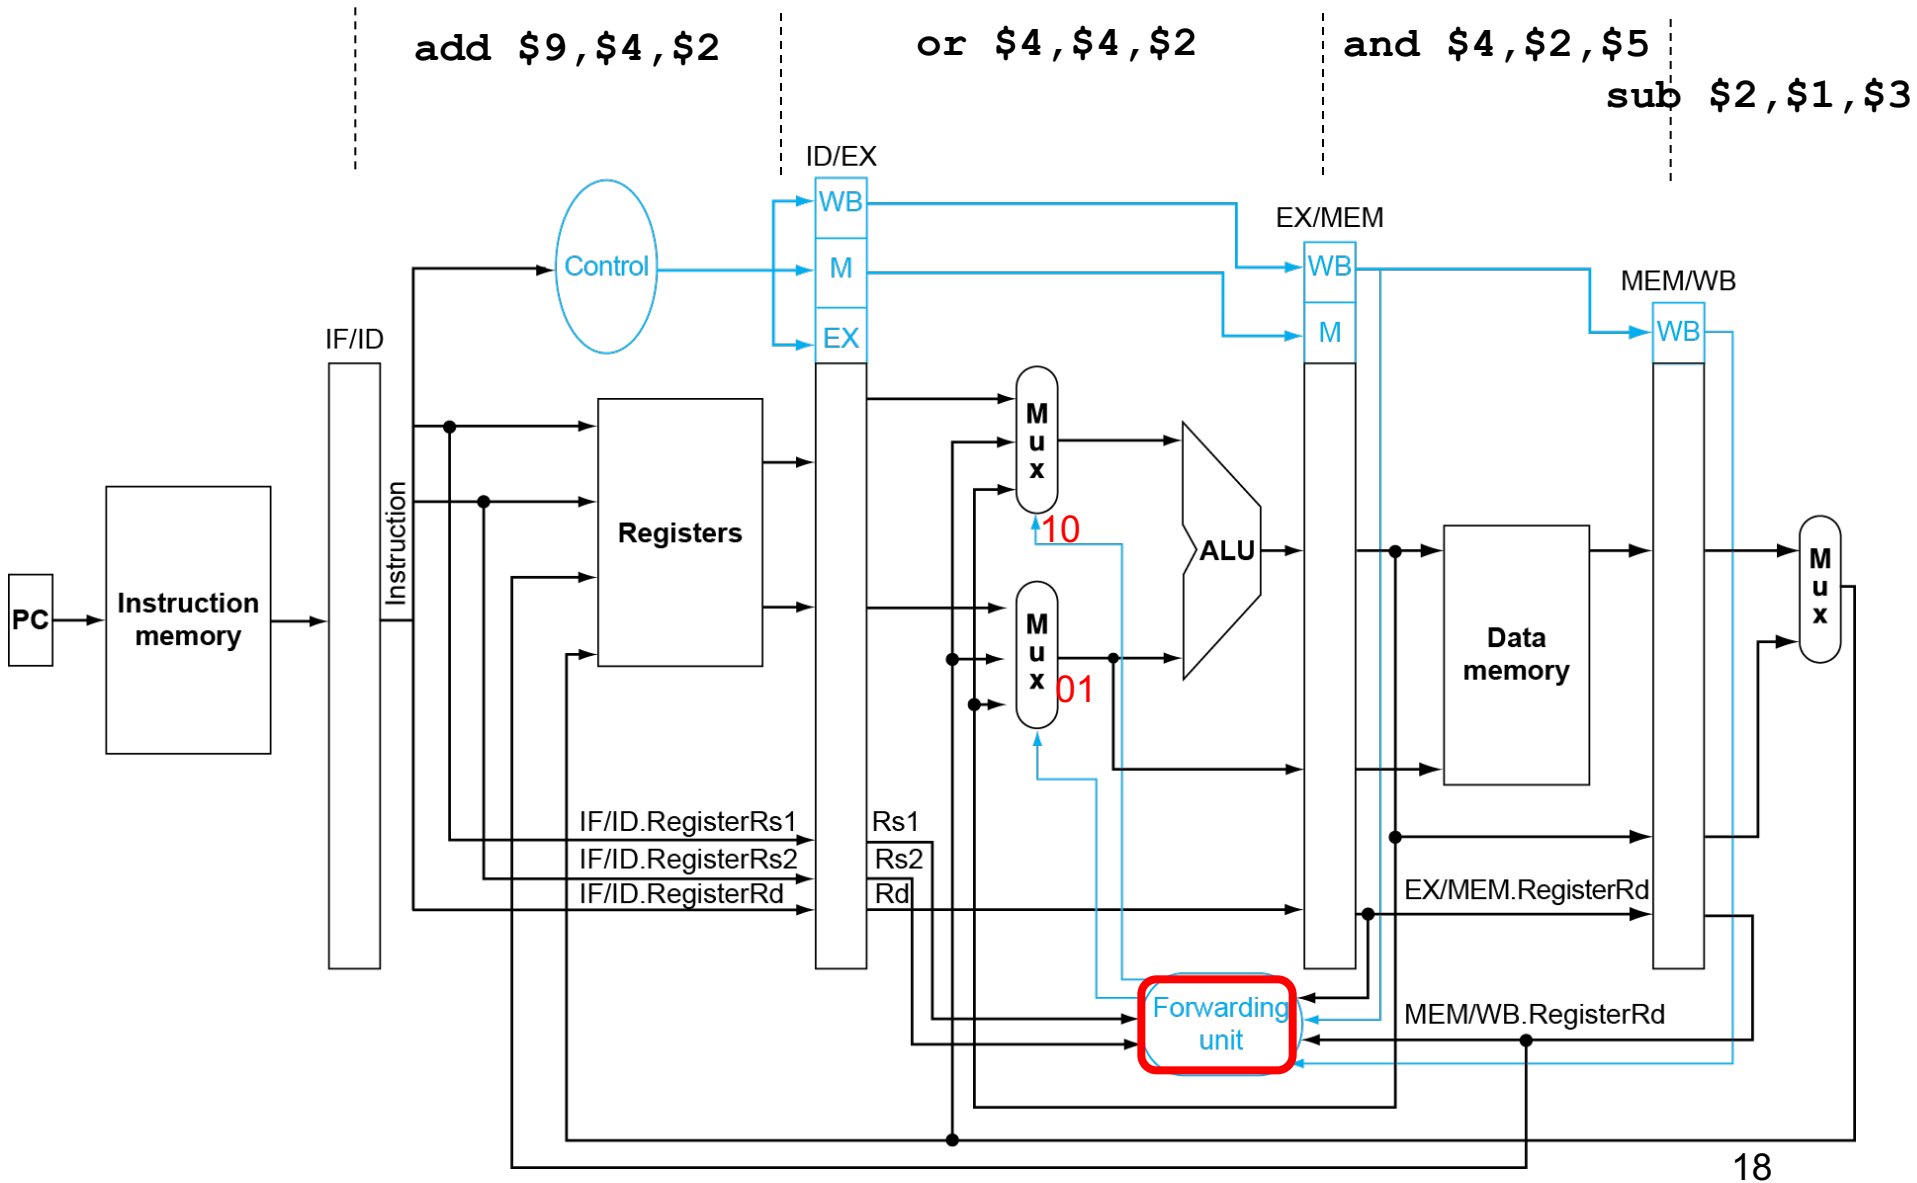 add $9,$4,$2
or $4,$4,$2
and $4,$2,$5
sub $2,$1,$3
ID/EX
WB
EX/MEM
Control
M
WB
MEM/WB
IF/ID
EX
M
WB
M
u
x
Instruction
Registers
10
ALU
M
u
x
PC
Instruction
memory
M
u
x
01
Data
memory
IF/ID.RegisterRs1
Rs1
IF/ID.RegisterRs2
Rs2
IF/ID.RegisterRd
Rd
EX/MEM.RegisterRd
Forwarding
unit
MEM/WB.RegisterRd
18